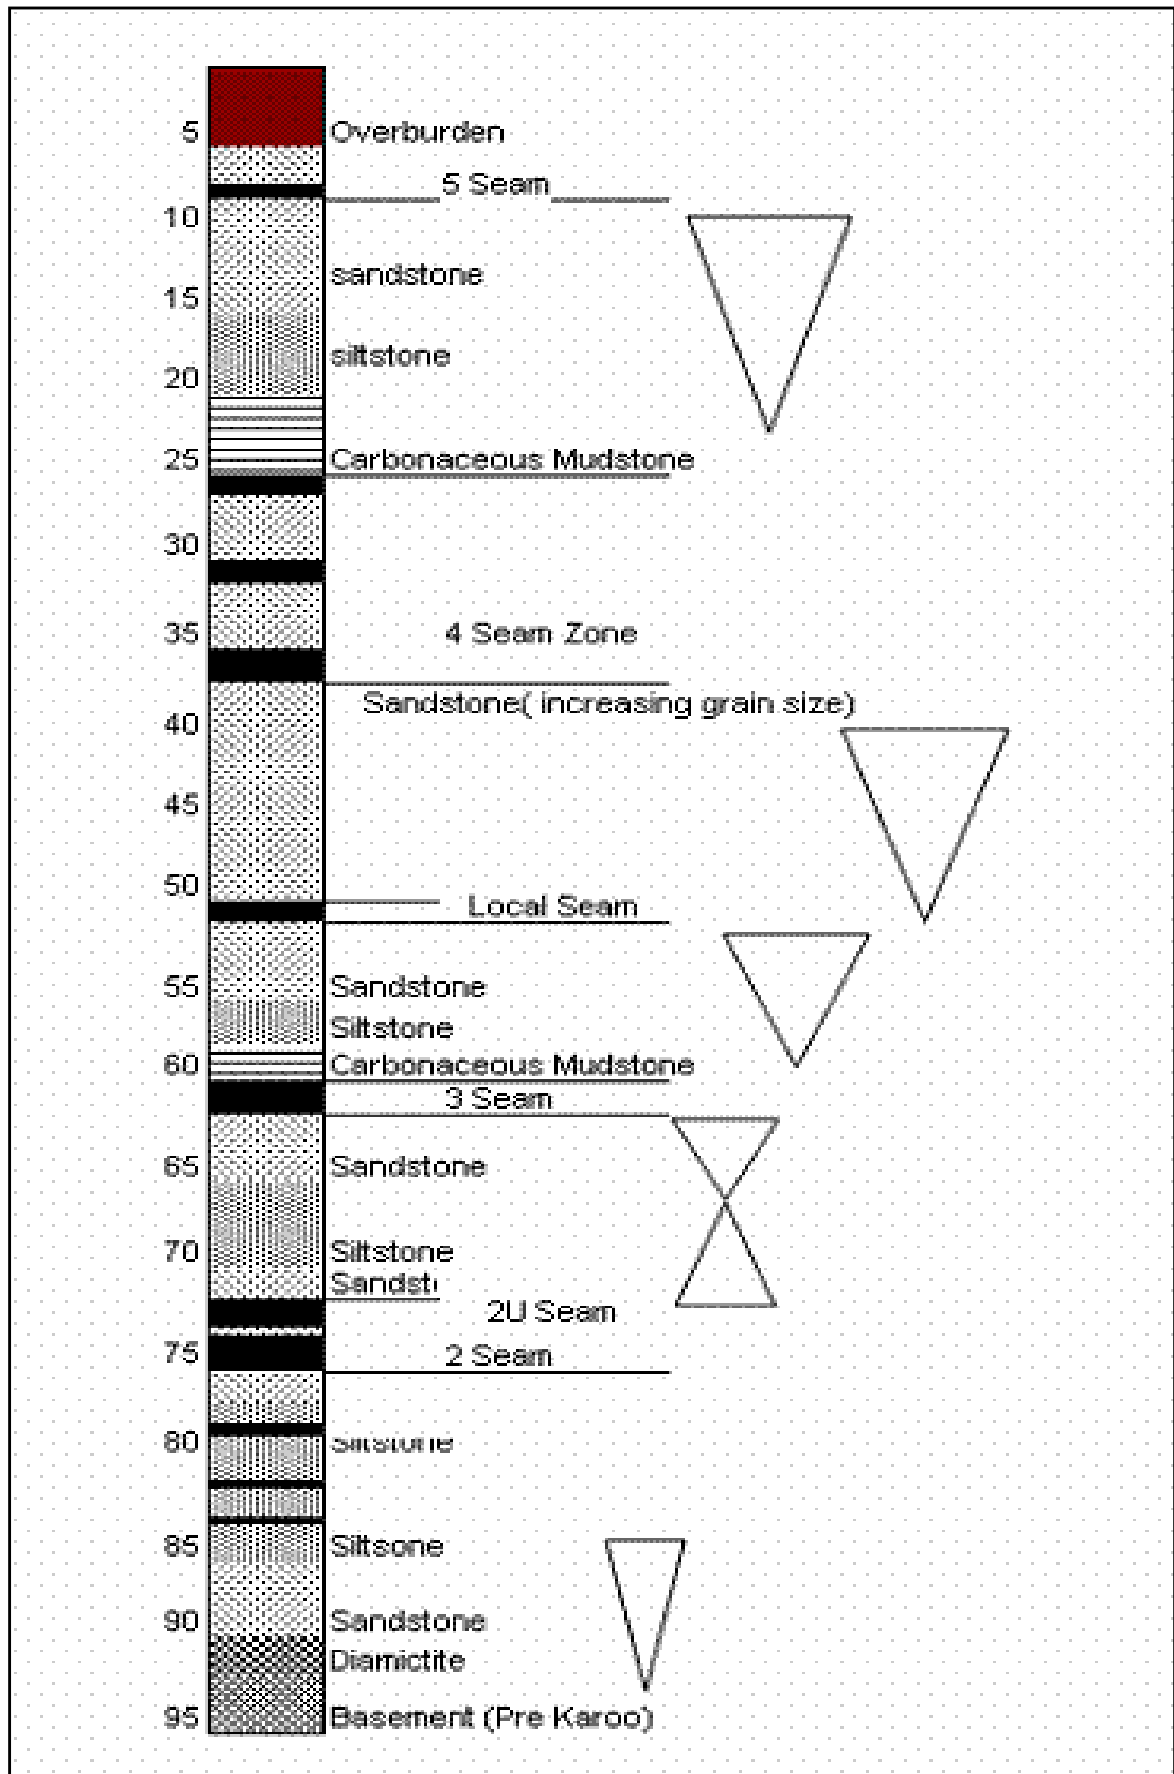 5 Overburden
5 Seam
10
sandstone
15
siltstone
20
25 Carbonaceous Mudstone
30
35 4 Seam Zone
Sandstone( increasing grain size)
40
45
50
Local Seam
55 Sandstone
Siltstone
60 Carbonaceous Mudstone
3 Seam
65 Sandstone
70 Siltstone
Sandst
2U Seam
75 2 Seam
80 Siltstone
85 Siltsone
90 Sandstone
Diamictite
95 Basement (Pre Karoo)